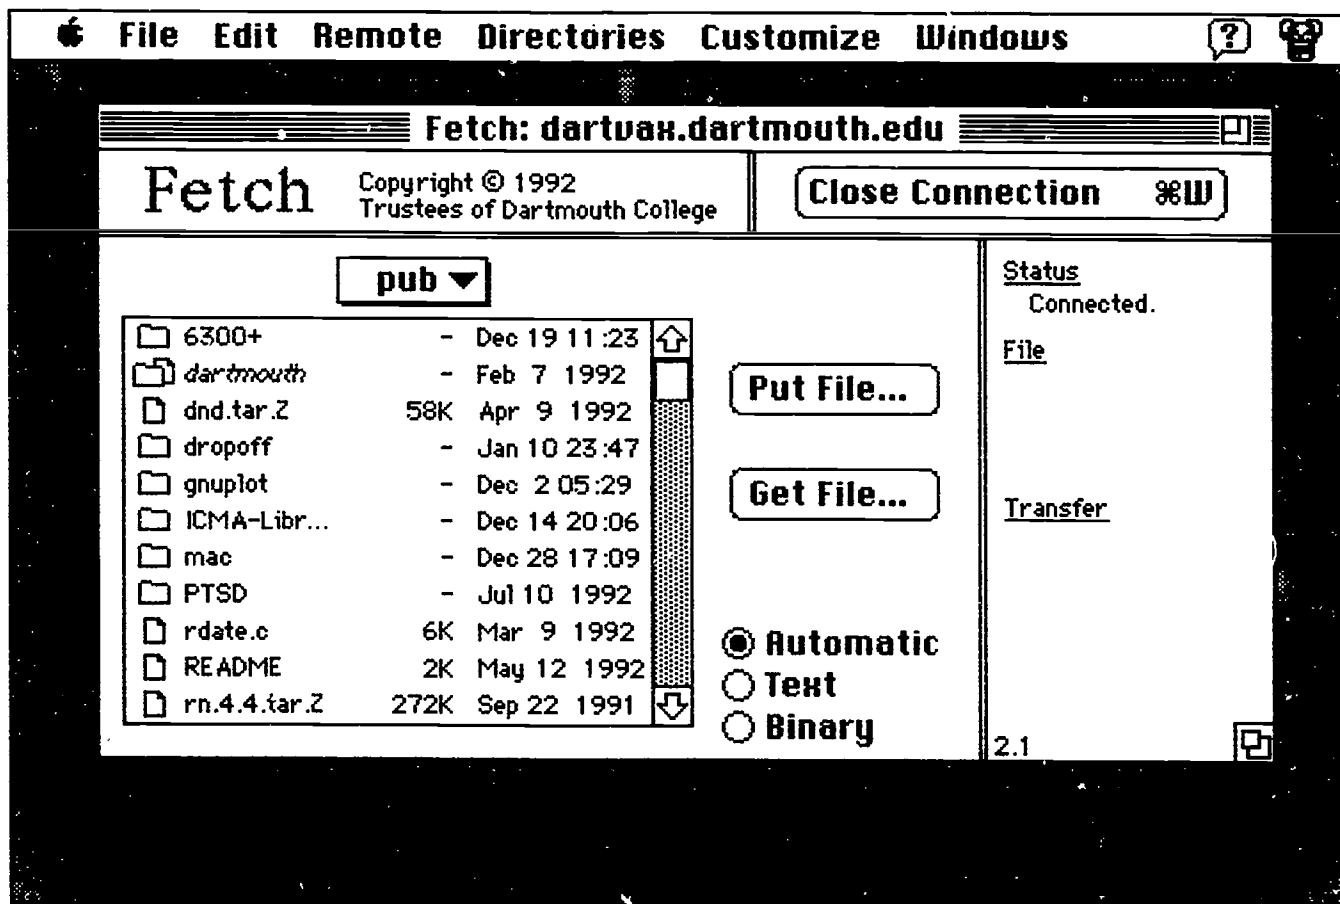 File Edit Remote Directories Customize Windows
Fetch: dartvax.dartmouth.edu
Fetch
Copyright © 1992
Trustees of Dartmouth College
Close Connection ⌘W
pub
6300+ - Dec 19 11:23
dartmouth - Feb 7 1992
dnd.tar.Z 58K Apr 9 1992
dropoff - Jan 10 23:47
gnuplot - Dec 2 05:29
ICMA-Libr... - Dec 14 20:06
mac - Dec 28 17:09
PTSD - Jul 10 1992
rdate.c 6K Mar 9 1992
README 2K May 12 1992
rn.4.4.tar.Z 272K Sep 22 1991
Put File...
Get File...
Automatic
Text
Binary
Status
Connected.
File
Transfer
2.1